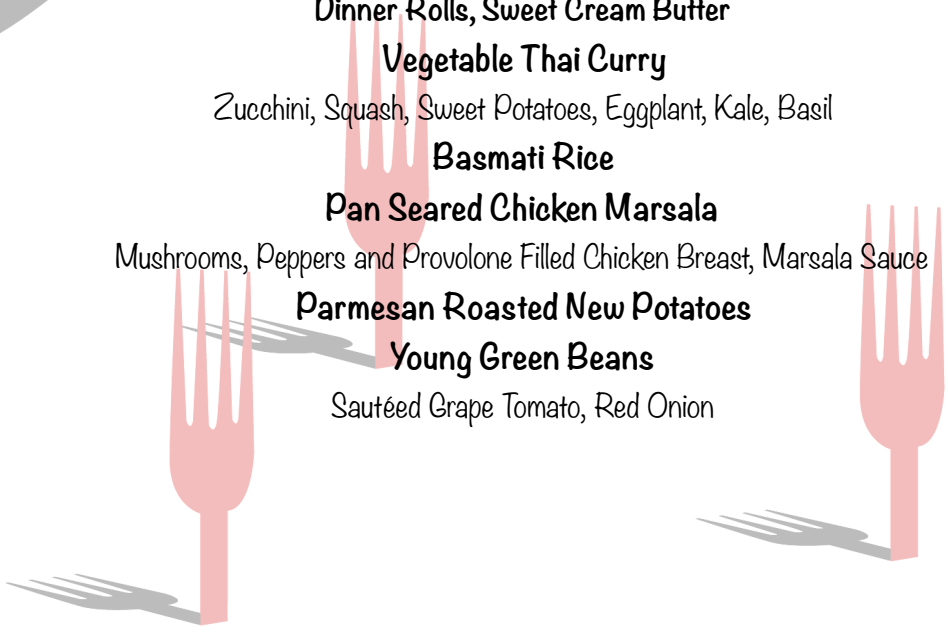 Dinner Rolls, Sweet Cream Butter
Vegetable Thai Curry
Zucchini, Squash, Sweet Potatoes, Eggplant, Kale, Basil
Basmati Rice
Pan Seared Chicken Marsala
Mushrooms, Peppers and Provolone Filled Chicken Breast, Marsala Sauce
Parmesan Roasted New Potatoes
Young Green Beans
Sautéed Grape Tomato, Red Onion